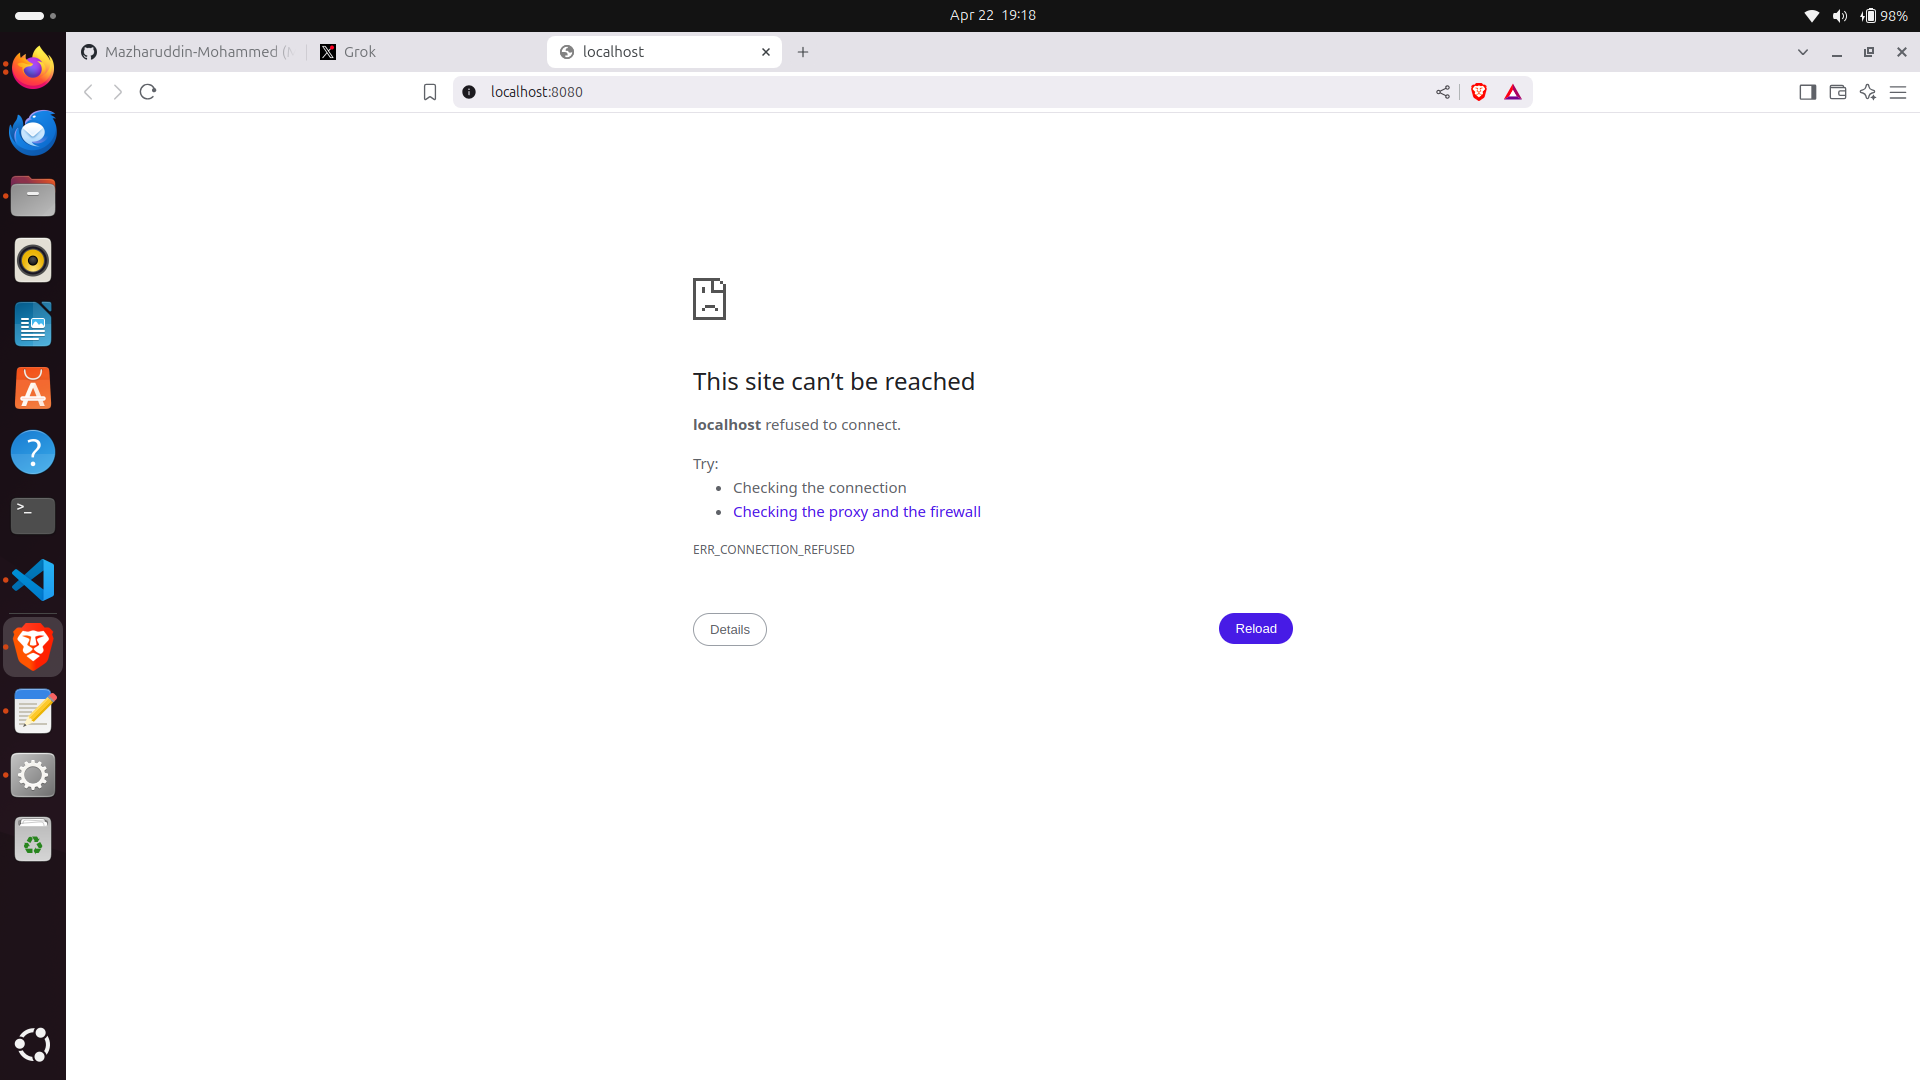 Apr 22 19:18
98%
Mazharuddin-Mohammed (
Grok
localhost
localhost:8080
This site can’t be reached
localhost refused to connect.
Try:
Checking the connection
Checking the proxy and the firewall
ERR_CONNECTION_REFUSED
Details
Reload